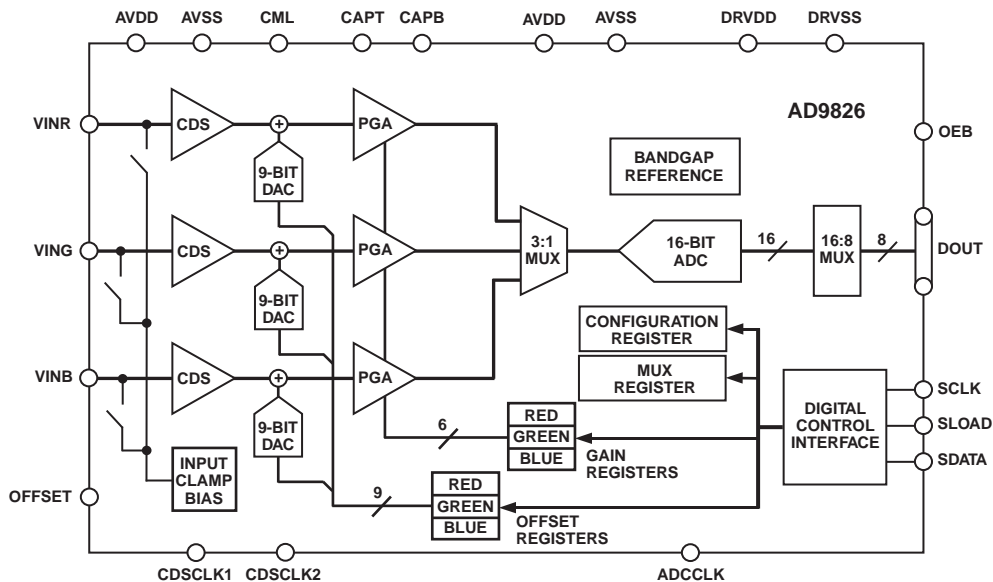 AVDD AVSS CML CAPT CAPB AVDD AVSS DRVDD DRVSS
AD9826
VINR
CDS
+
PGA
OEB
9-BIT
DAC
BANDGAP
REFERENCE
VING
CDS
+
PGA
3:1
MUX
16-BIT
ADC
16
16:8
MUX
8
DOUT
9-BIT
DAC
CONFIGURATION
REGISTER
VINB
CDS
+
PGA
MUX
REGISTER
DIGITAL
CONTROL
INTERFACE
SCLK
SLOAD
SDATA
9-BIT
DAC
6
RED
GREEN
BLUE
GAIN
REGISTERS
INPUT
CLAMP
BIAS
OFFSET
9
RED
GREEN
BLUE
OFFSET
REGISTERS
CDSCLK1 CDSCLK2 ADCCLK